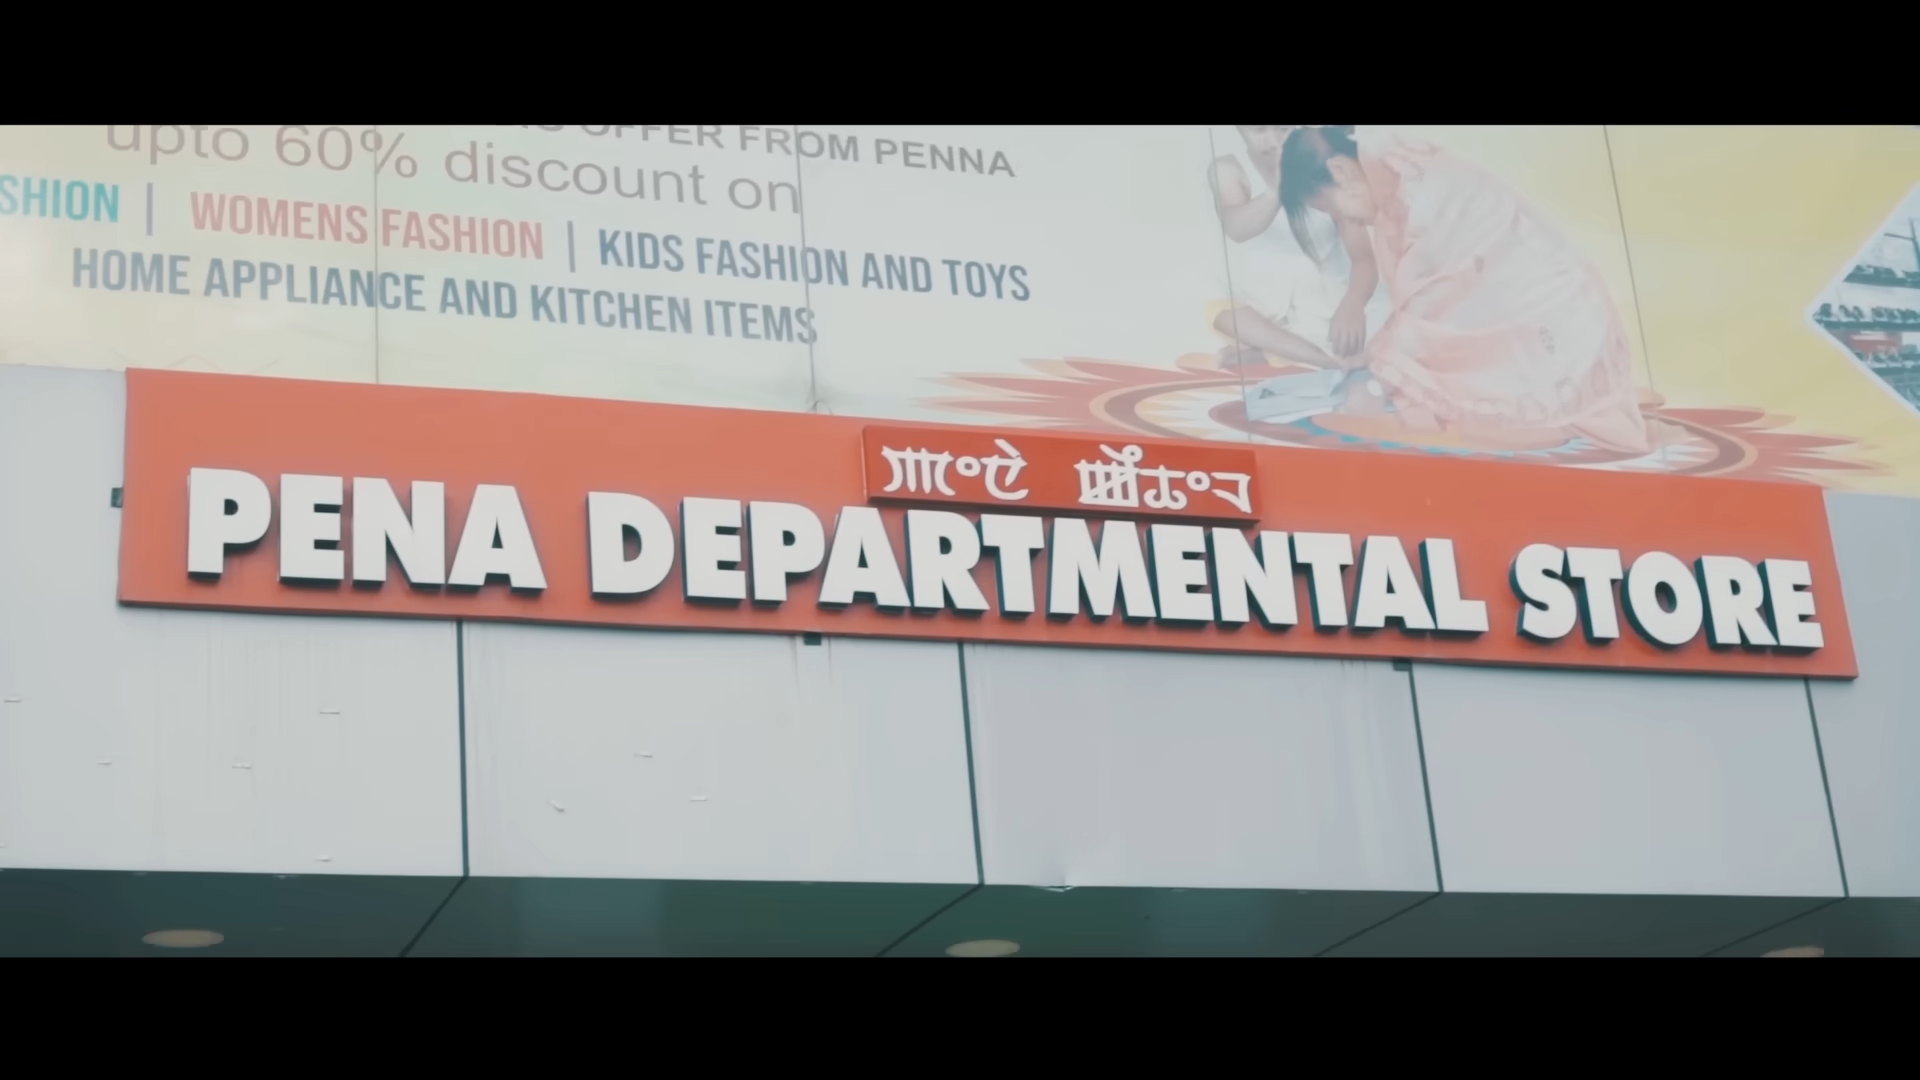 OFFER FROM PENNA
upto 60% discount on
SHION | WOMENS FASHION | KIDS FASHION AND TOYS
HOME APPLIANCE AND KITCHEN ITEMS
ꯄꯦꯅꯥ ꯀꯩꯊꯦꯜ
PENA DEPARTMENTAL STORE